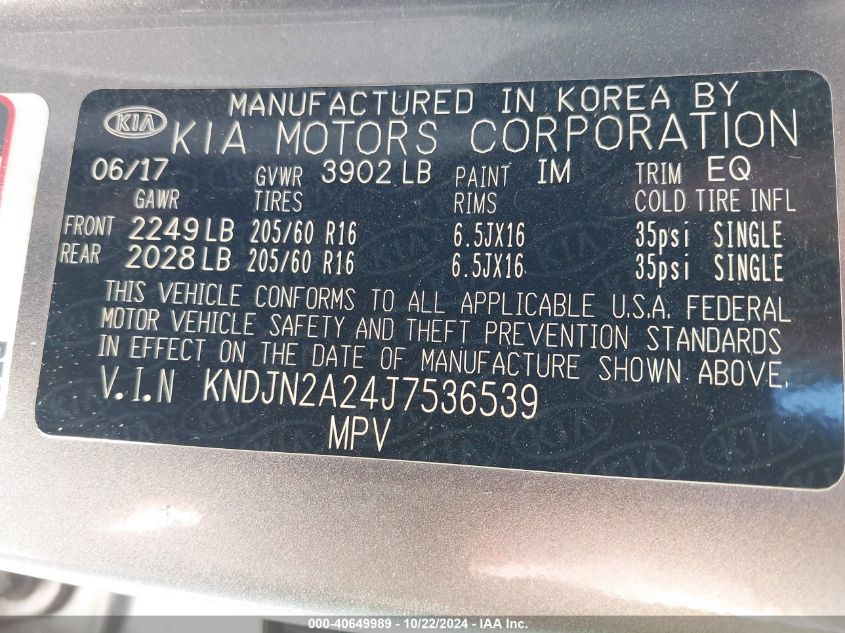 MANUFACTURED IN KOREA BY
KIA KIA MOTORS CORPORATION
06/17 GVWR 3902 LB PAINT IM TRIM EQ
GAWR TIRES RIMS COLD TIRE INFL
FRONT 2249 LB 205/60 R16 6.5JX16 35psi SINGLE
REAR 2028 LB 205/60 R16 6.5JX16 35psi SINGLE
THIS VEHICLE CONFORMS TO ALL APPLICABLE U.S.A. FEDERAL
MOTOR VEHICLE SAFETY AND THEFT PREVENTION STANDARDS
IN EFFECT ON THE DATE OF MANUFACTURE SHOWN ABOVE.
V.I.N KNDJN2A24J7536539
MPV
000-40649989 - 10/22/2024 - IAA Inc.